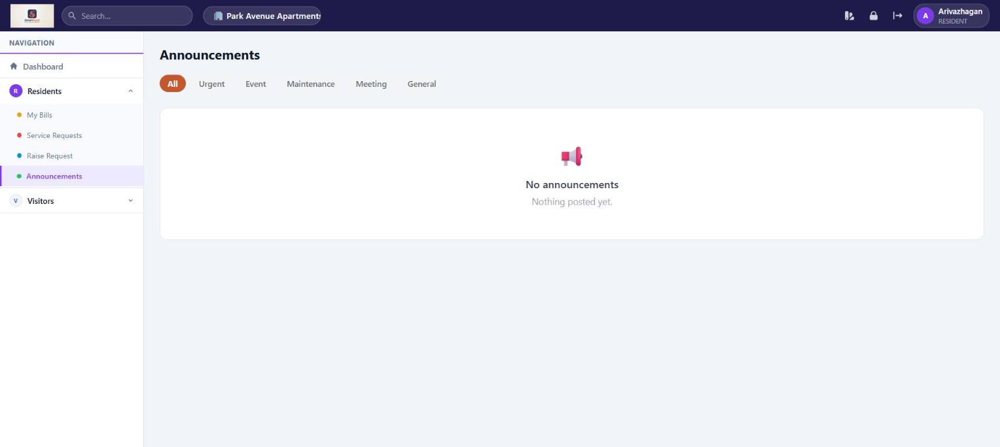 Search...
Park Avenue Apartments
A
Arivazhagan
RESIDENT
NAVIGATION
Dashboard
R
Residents
My Bills
Service Requests
Raise Request
Announcements
V
Visitors
Announcements
All
Urgent
Event
Maintenance
Meeting
General
No announcements
Nothing posted yet.